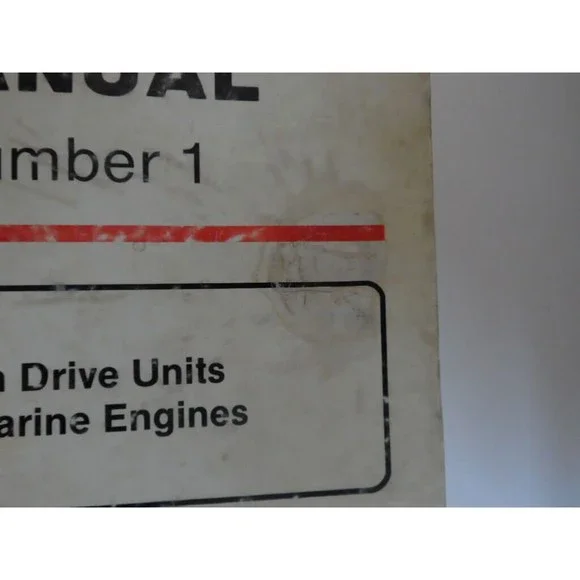 ANUAL
umber 1
n Drive Units
arine Engines